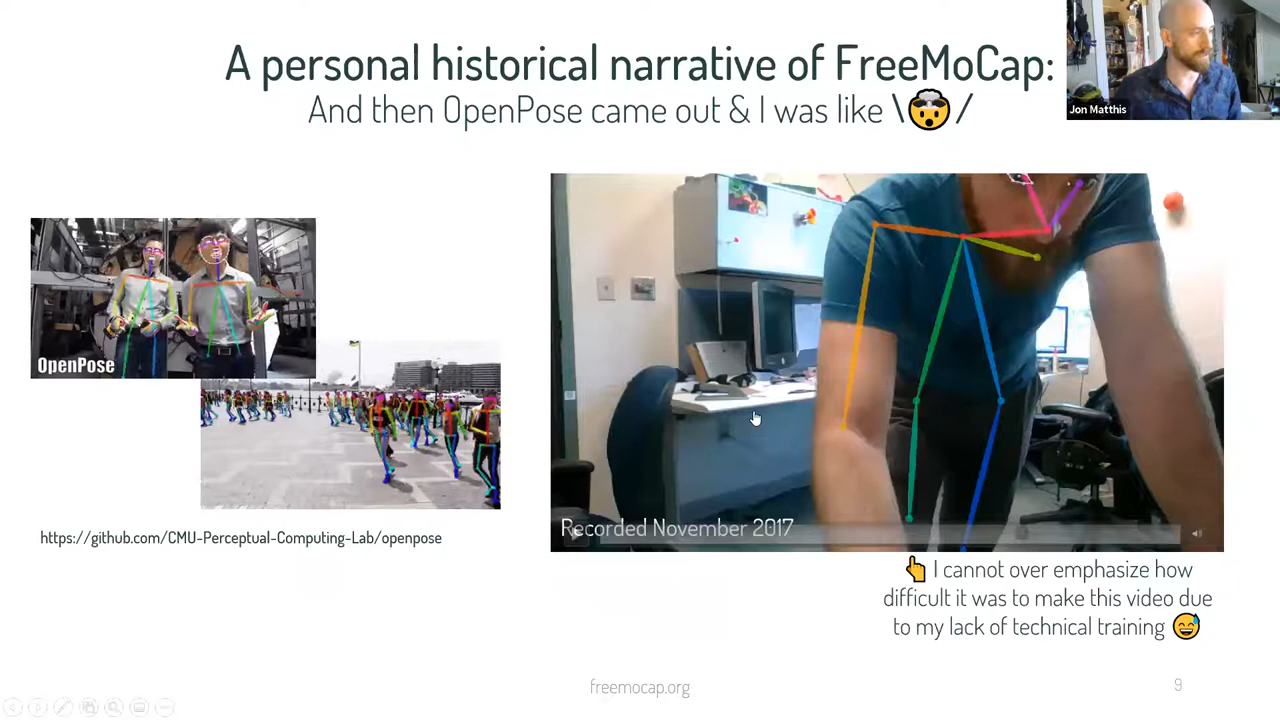 A personal historical narrative of FreeMoCap:
And then OpenPose came out & I was like \🤯/
Jon Matthis
OpenPose
https://github.com/CMU-Perceptual-Computing-Lab/openpose
Recorded November 2017
👆 I cannot over emphasize how
difficult it was to make this video due
to my lack of technical training 😅
freemocap.org
9